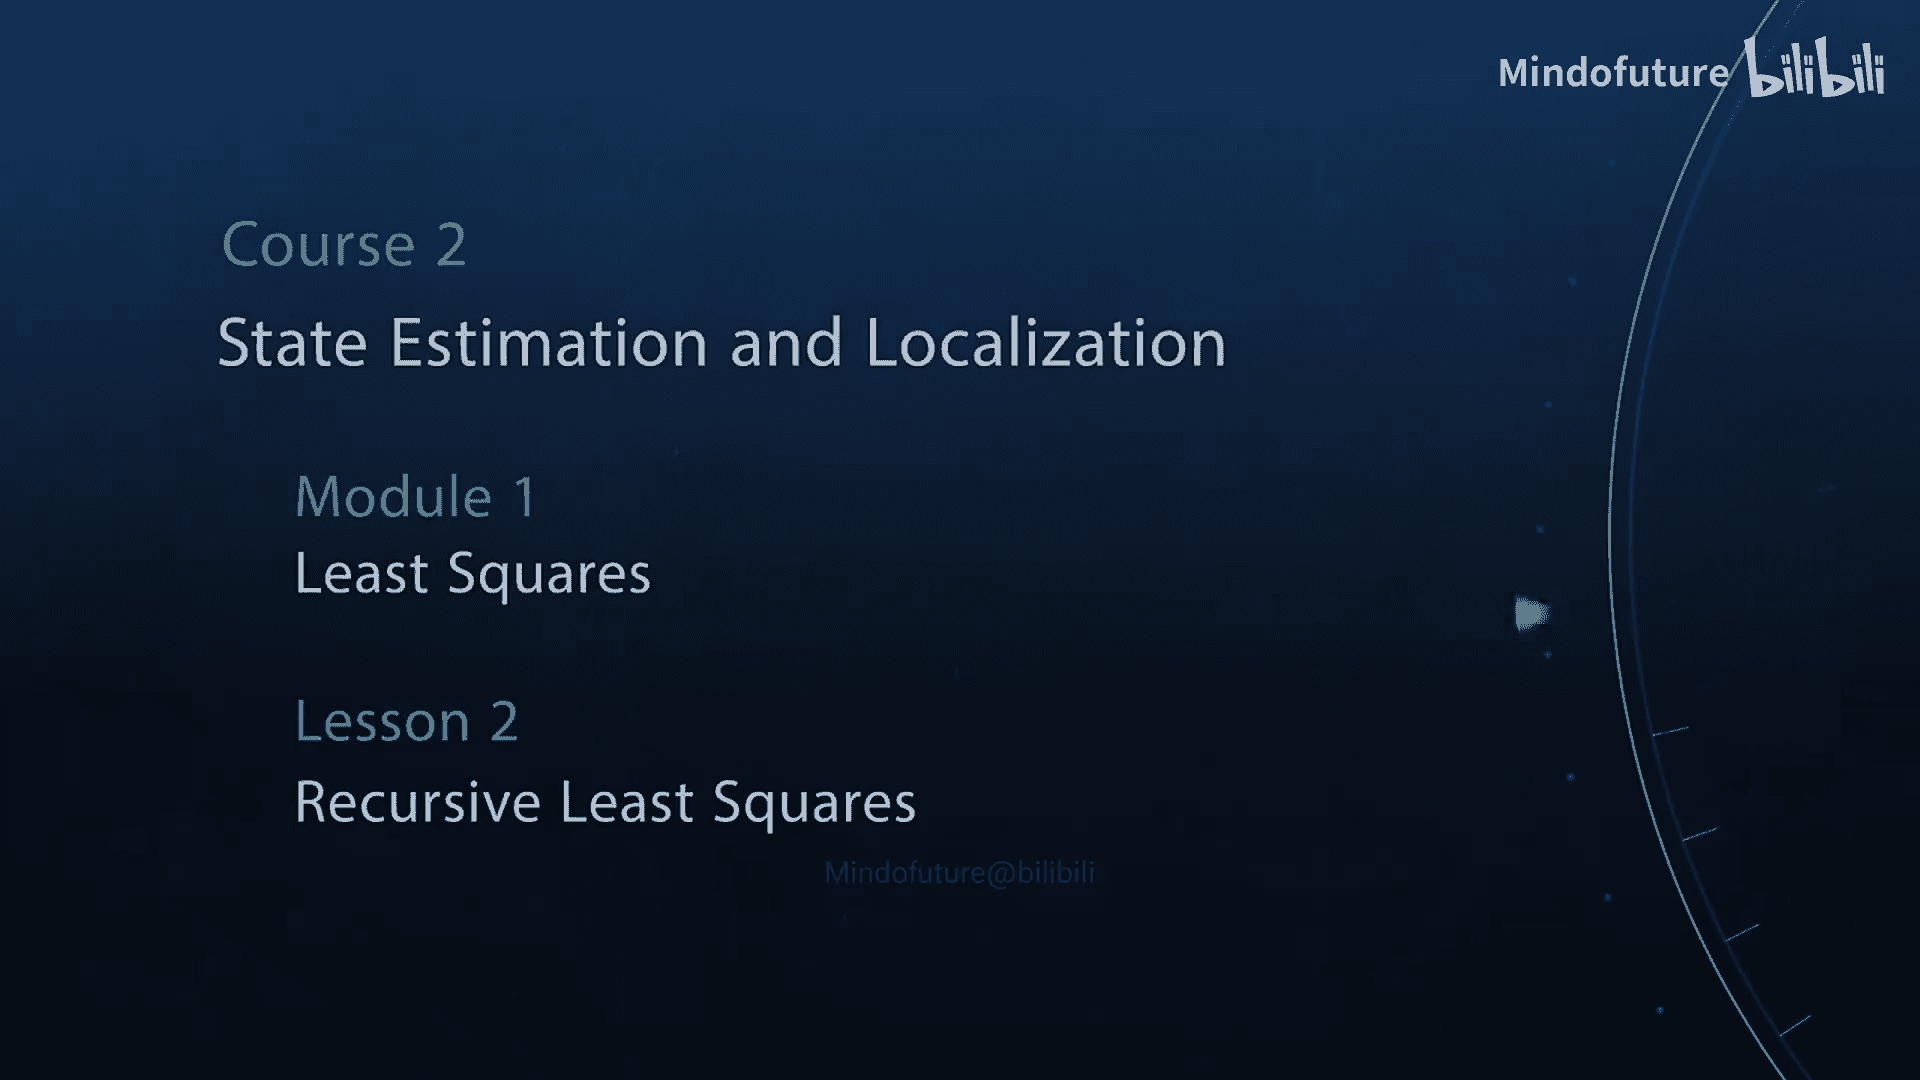 Mindofuture bilibili
Course 2
State Estimation and Localization
Module 1
Least Squares
Lesson 2
Recursive Least Squares
Mindofuture@bilibili